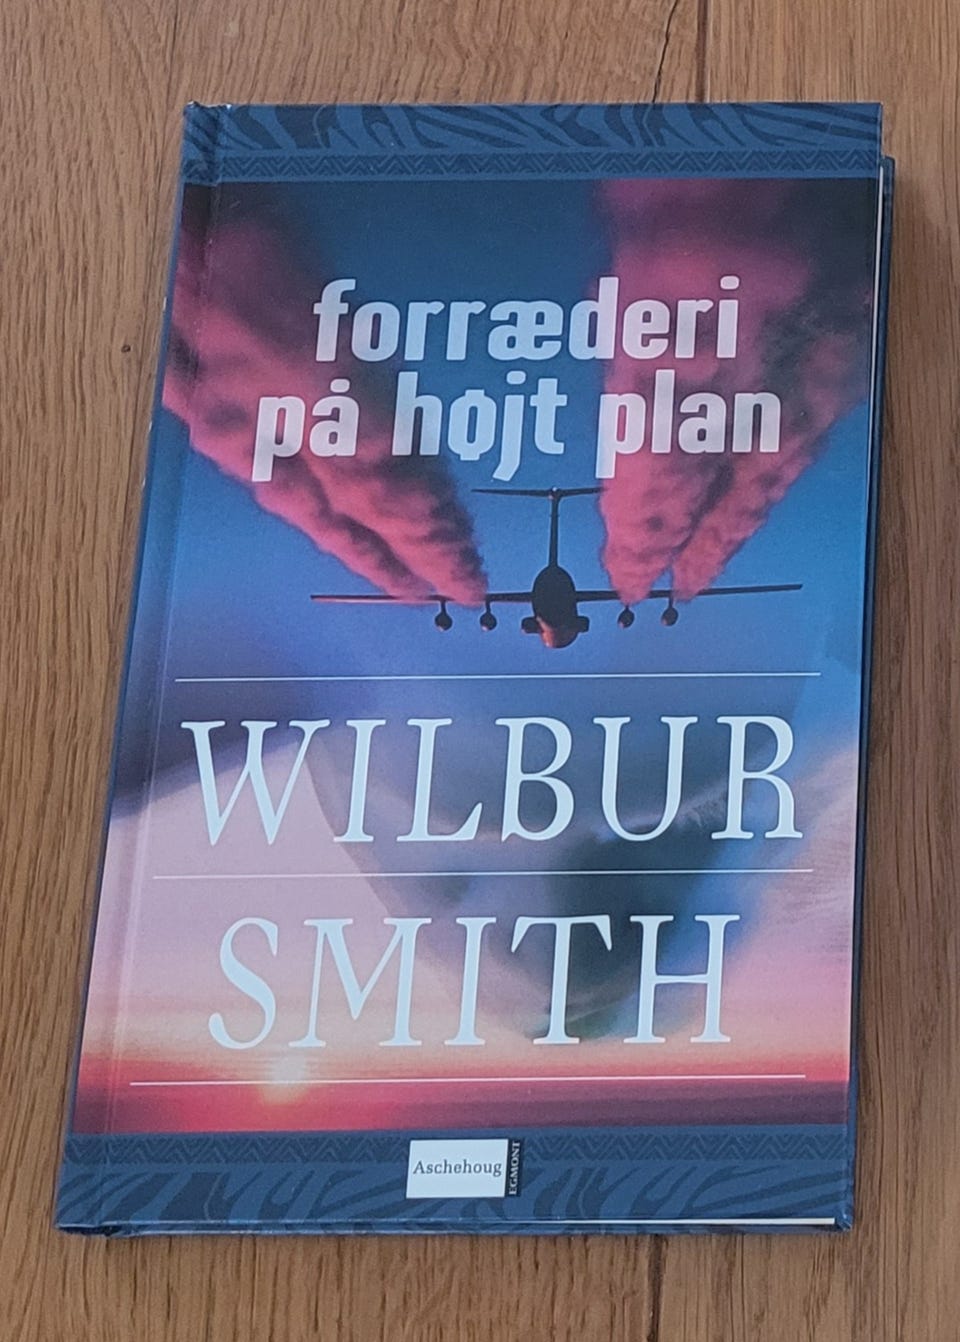 forræderi
på højt plan
WILBUR
SMITH
Aschehoug
EGMONT